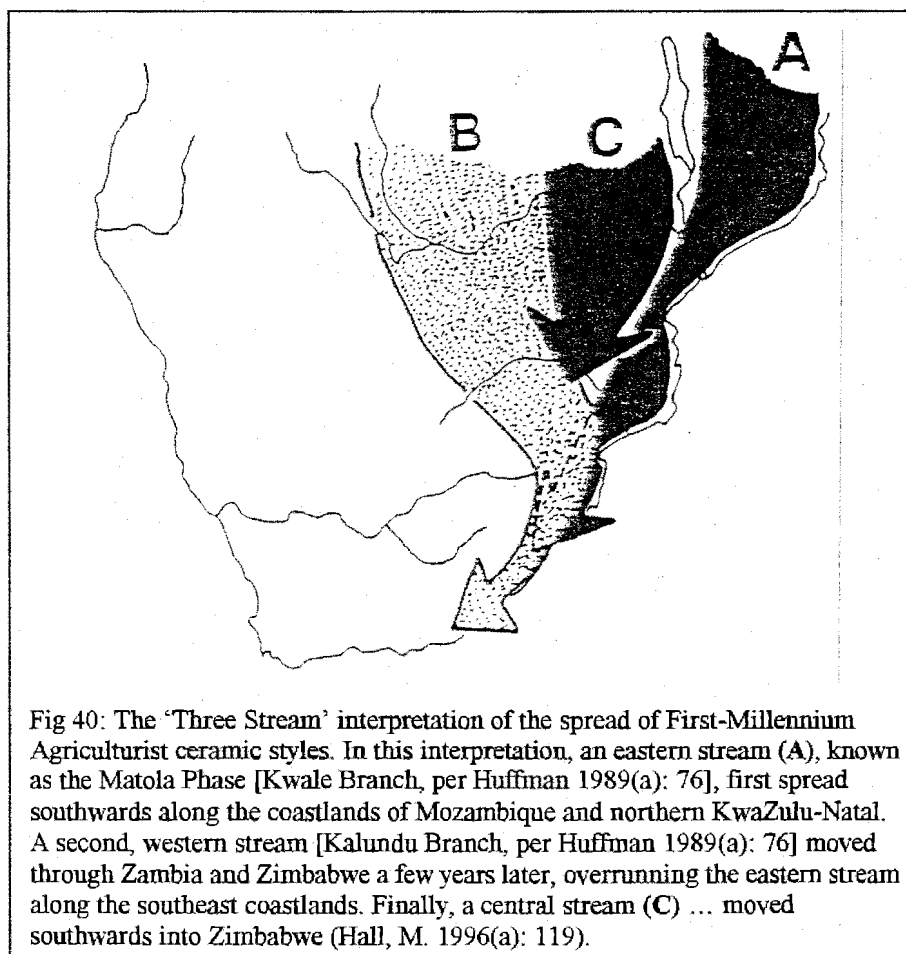 A
B
C
Fig 40: The ‘Three Stream’ interpretation of the spread of First-Millennium
Agriculturist ceramic styles. In this interpretation, an eastern stream (A), known
as the Matola Phase [Kwale Branch, per Huffman 1989(a): 76], first spread
southwards along the coastlands of Mozambique and northern KwaZulu-Natal.
A second, western stream [Kalundu Branch, per Huffman 1989(a): 76] moved
through Zambia and Zimbabwe a few years later, overrunning the eastern stream
along the southeast coastlands. Finally, a central stream (C) ... moved
southwards into Zimbabwe (Hall, M. 1996(a): 119).